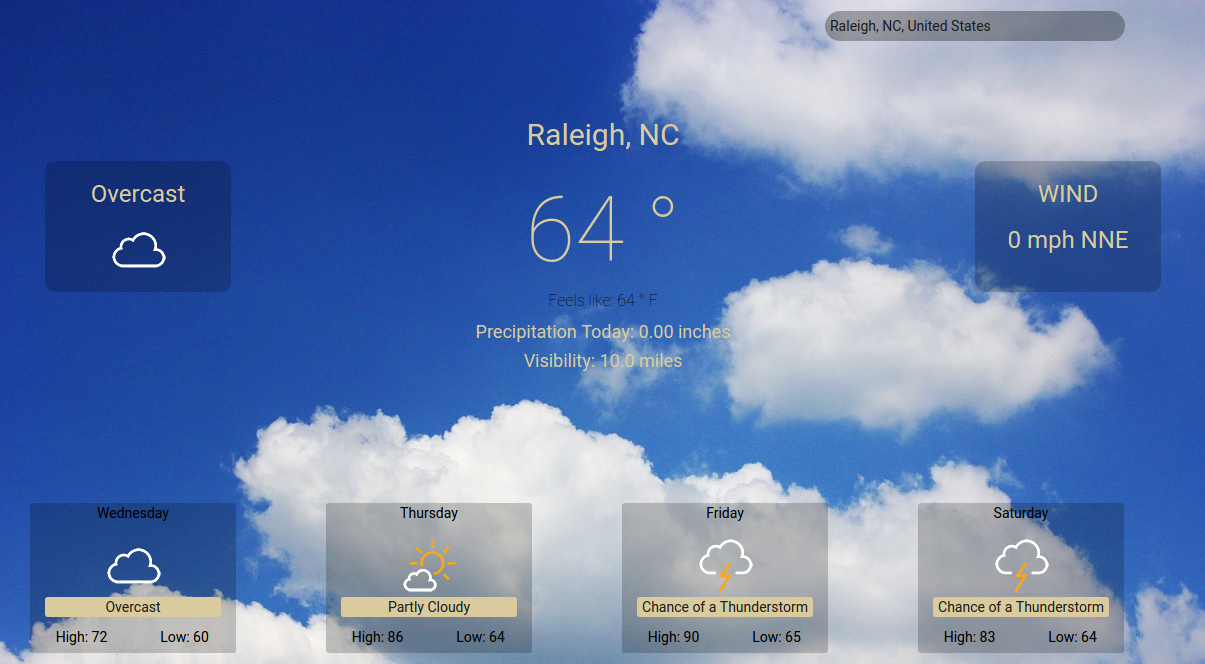 Raleigh, NC, United States
Raleigh, NC
Overcast
64 °
WIND
0 mph NNE
Feels like: 64 ° F
Precipitation Today: 0.00 inches
Visibility: 10.0 miles
Wednesday
Overcast
High: 72 Low: 60
Thursday
Partly Cloudy
High: 86 Low: 64
Friday
Chance of a Thunderstorm
High: 90 Low: 65
Saturday
Chance of a Thunderstorm
High: 83 Low: 64